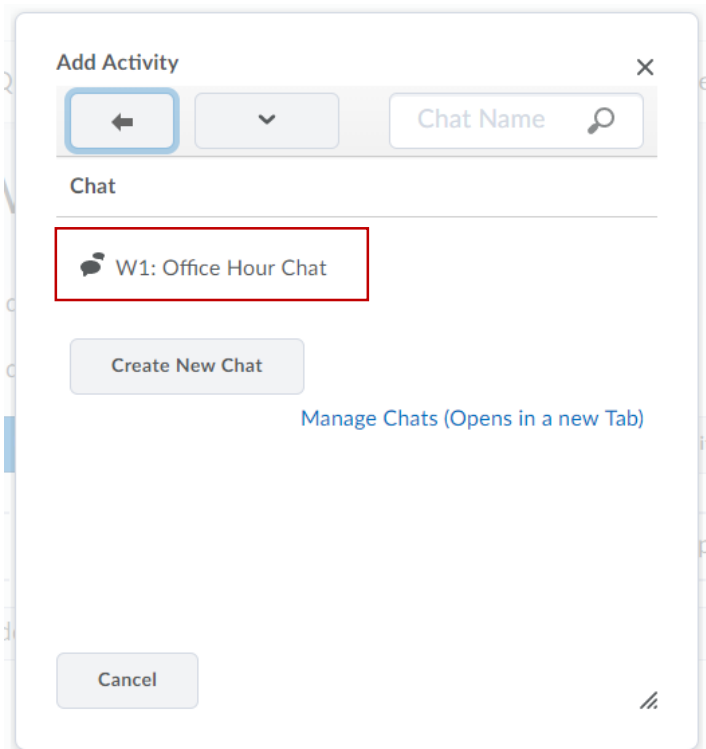 Add Activity
Chat Name
Chat
W1: Office Hour Chat
Create New Chat
Manage Chats (Opens in a new Tab)
Cancel